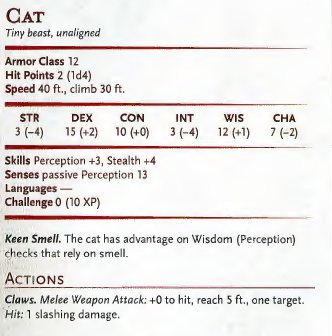 CAT
Tiny beast, unaligned
Armor Class 12
Hit Points 2 (1d4)
Speed 40 ft., climb 30 ft.
STR DEX CON INT WIS CHA
3 (−4) 15 (+2) 10 (+0) 3 (−4) 12 (+1) 7 (−2)
Skills Perception +3, Stealth +4
Senses passive Perception 13
Languages —
Challenge 0 (10 XP)
Keen Smell. The cat has advantage on Wisdom (Perception)
checks that rely on smell.
ACTIONS
Claws. Melee Weapon Attack: +0 to hit, reach 5 ft., one target.
Hit: 1 slashing damage.